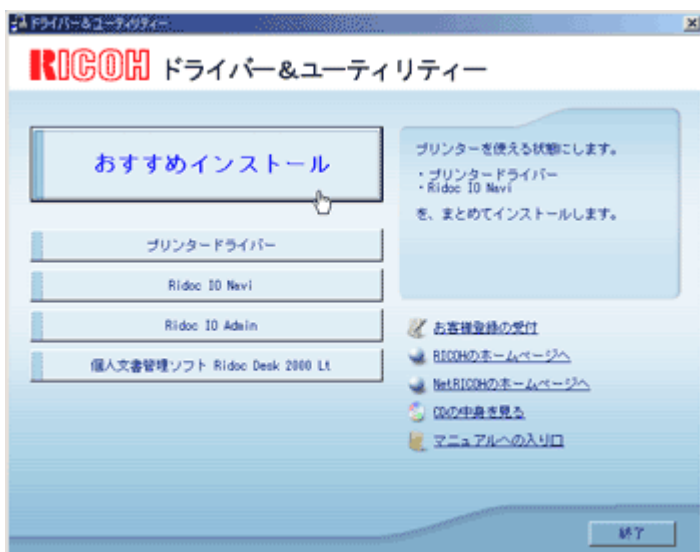 ドライバー&ユーティリティー
RICOH ドライバー&ユーティリティー
おすすめインストール
プリンタードライバー
Ridoc IO Navi
Ridoc IO Admin
個人文書管理ソフト Ridoc Desk 2000 Lt
プリンターを使える状態にします。
・プリンタードライバー
・Ridoc IO Navi
を、まとめてインストールします。
お客様登録の受付
RICOHのホームページへ
NetRICOHのホームページへ
CDの中身を見る
マニュアルへの入り口
終了